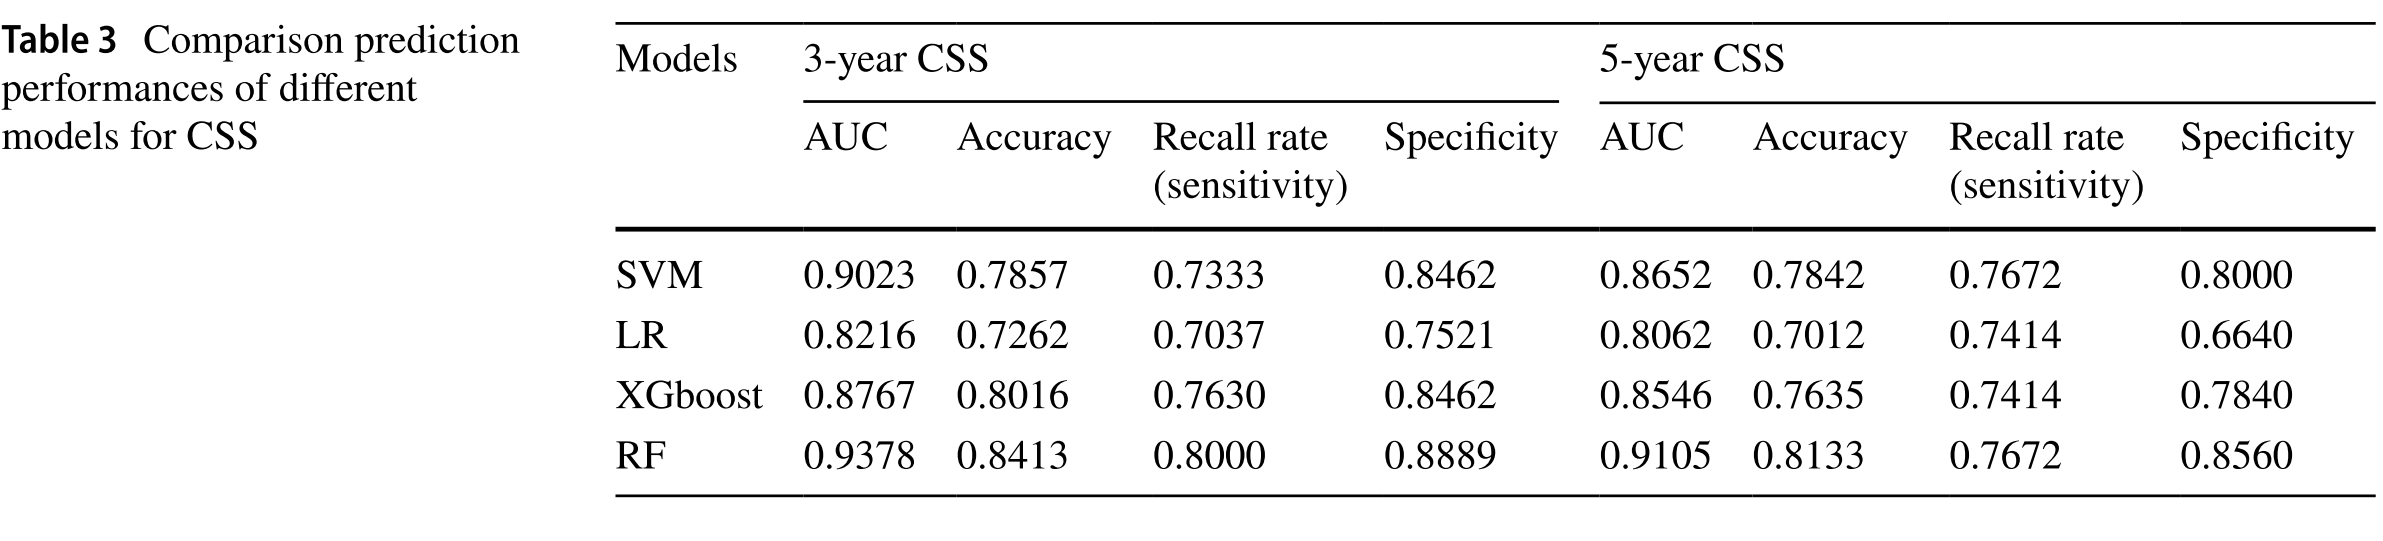 Table 3 Comparison prediction
performances of different
models for CSS
Models 3-year CSS 5-year CSS
AUC Accuracy Recall rate Specificity AUC Accuracy Recall rate Specificity
(sensitivity) (sensitivity)
SVM 0.9023 0.7857 0.7333 0.8462 0.8652 0.7842 0.7672 0.8000
LR 0.8216 0.7262 0.7037 0.7521 0.8062 0.7012 0.7414 0.6640
XGboost 0.8767 0.8016 0.7630 0.8462 0.8546 0.7635 0.7414 0.7840
RF 0.9378 0.8413 0.8000 0.8889 0.9105 0.8133 0.7672 0.8560